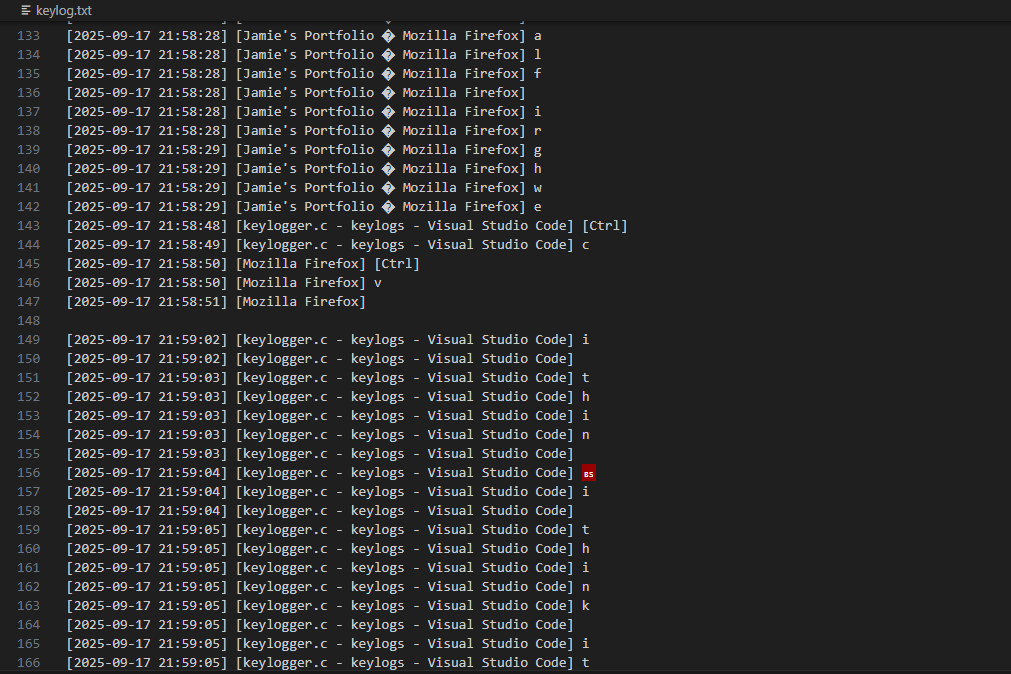 keylog.txt
133 [2025-09-17 21:58:28] [Jamie's Portfolio � Mozilla Firefox] a
134 [2025-09-17 21:58:28] [Jamie's Portfolio � Mozilla Firefox] l
135 [2025-09-17 21:58:28] [Jamie's Portfolio � Mozilla Firefox] f
136 [2025-09-17 21:58:28] [Jamie's Portfolio � Mozilla Firefox]
137 [2025-09-17 21:58:28] [Jamie's Portfolio � Mozilla Firefox] i
138 [2025-09-17 21:58:28] [Jamie's Portfolio � Mozilla Firefox] r
139 [2025-09-17 21:58:29] [Jamie's Portfolio � Mozilla Firefox] g
140 [2025-09-17 21:58:29] [Jamie's Portfolio � Mozilla Firefox] h
141 [2025-09-17 21:58:29] [Jamie's Portfolio � Mozilla Firefox] w
142 [2025-09-17 21:58:29] [Jamie's Portfolio � Mozilla Firefox] e
143 [2025-09-17 21:58:48] [keylogger.c - keylogs - Visual Studio Code] [Ctrl]
144 [2025-09-17 21:58:49] [keylogger.c - keylogs - Visual Studio Code] c
145 [2025-09-17 21:58:50] [Mozilla Firefox] [Ctrl]
146 [2025-09-17 21:58:50] [Mozilla Firefox] v
147 [2025-09-17 21:58:51] [Mozilla Firefox]
148
149 [2025-09-17 21:59:02] [keylogger.c - keylogs - Visual Studio Code] i
150 [2025-09-17 21:59:02] [keylogger.c - keylogs - Visual Studio Code]
151 [2025-09-17 21:59:03] [keylogger.c - keylogs - Visual Studio Code] t
152 [2025-09-17 21:59:03] [keylogger.c - keylogs - Visual Studio Code] h
153 [2025-09-17 21:59:03] [keylogger.c - keylogs - Visual Studio Code] i
154 [2025-09-17 21:59:03] [keylogger.c - keylogs - Visual Studio Code] n
155 [2025-09-17 21:59:03] [keylogger.c - keylogs - Visual Studio Code]
156 [2025-09-17 21:59:04] [keylogger.c - keylogs - Visual Studio Code] BS
157 [2025-09-17 21:59:04] [keylogger.c - keylogs - Visual Studio Code] i
158 [2025-09-17 21:59:04] [keylogger.c - keylogs - Visual Studio Code]
159 [2025-09-17 21:59:05] [keylogger.c - keylogs - Visual Studio Code] t
160 [2025-09-17 21:59:05] [keylogger.c - keylogs - Visual Studio Code] h
161 [2025-09-17 21:59:05] [keylogger.c - keylogs - Visual Studio Code] i
162 [2025-09-17 21:59:05] [keylogger.c - keylogs - Visual Studio Code] n
163 [2025-09-17 21:59:05] [keylogger.c - keylogs - Visual Studio Code] k
164 [2025-09-17 21:59:05] [keylogger.c - keylogs - Visual Studio Code]
165 [2025-09-17 21:59:05] [keylogger.c - keylogs - Visual Studio Code] i
166 [2025-09-17 21:59:05] [keylogger.c - keylogs - Visual Studio Code] t